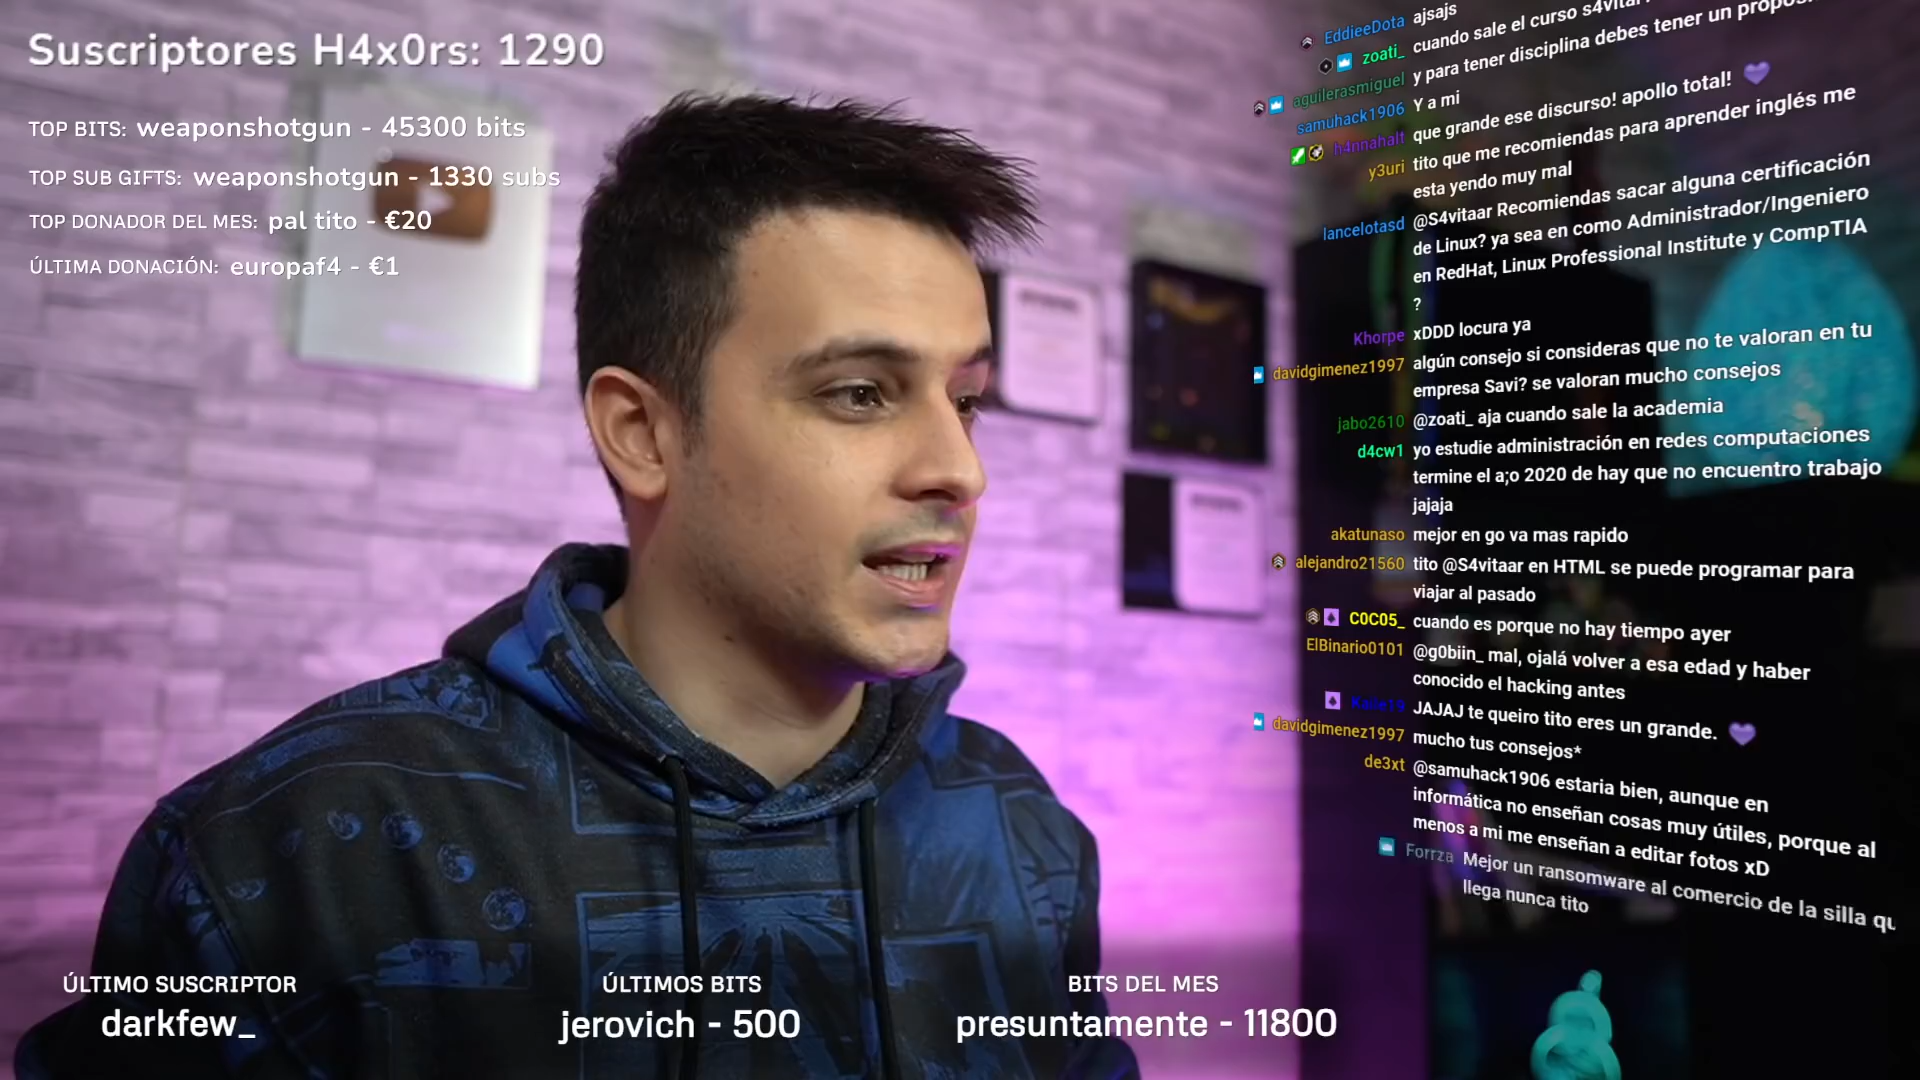 Suscriptores H4x0rs: 1290
TOP BITS: weaponshotgun - 45300 bits
TOP SUB GIFTS: weaponshotgun - 1330 subs
TOP DONADOR DEL MES: pal tito - €20
ÚLTIMA DONACIÓN: europaf4 - €1
EddieeDota ajsajs
zoati_ cuando sale el curso
aguilerasmiguel y para tener disciplina debes tener un
samuhack1906 Y a mi
h4nnahalt que grande ese discurso! apollo total! 💜
y3uri tito que me recomiendas para aprender inglés me
esta yendo muy mal
lancelotasd @S4vitaar Recomiendas sacar alguna certificación
de Linux? ya sea en como Administrador/Ingeniero
en RedHat, Linux Professional Institute y CompTIA
?
Khorpe xDDD locura ya
davidgimenez1997 algún consejo si consideras que no te valoran en tu
empresa Savi? se valoran mucho consejos
jabo2610 @zoati_ aja cuando sale la academia
d4cw1 yo estudie administración en redes computaciones
termine el a;o 2020 de hay que no encuentro trabajo
jajaja
akatunaso mejor en go va mas rapido
alejandro21560 tito @S4vitaar en HTML se puede programar para
viajar al pasado
C0C05_ cuando es porque no hay tiempo ayer
ElBinario0101 @g0biin_ mal, ojalá volver a esa edad y haber
conocido el hacking antes
JAJAJ te queiro tito eres un grande. 💜
davidgimenez1997 mucho tus consejos*
de3xt @samuhack1906 estaria bien, aunque en
informática no enseñan cosas muy útiles, porque al
menos a mi me enseñan a editar fotos xD
Forrza Mejor un ransomware al comercio de la silla
llega nunca tito
ÚLTIMO SUSCRIPTOR
darkfew_
ÚLTIMOS BITS
jerovich - 500
BITS DEL MES
presuntamente - 11800